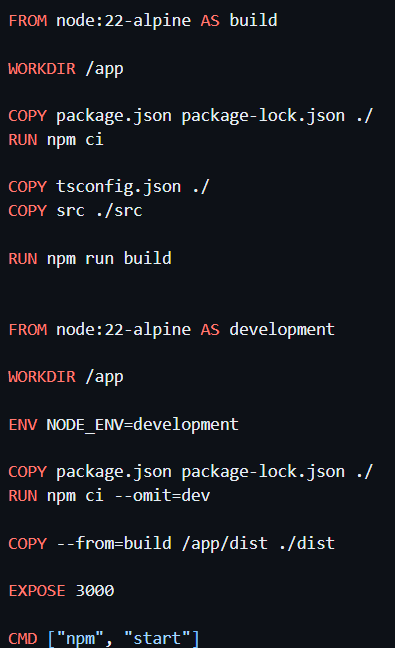 FROM node:22-alpine AS build
WORKDIR /app
COPY package.json package-lock.json ./
RUN npm ci
COPY tsconfig.json ./
COPY src ./src
RUN npm run build
FROM node:22-alpine AS development
WORKDIR /app
ENV NODE_ENV=development
COPY package.json package-lock.json ./
RUN npm ci --omit=dev
COPY --from=build /app/dist ./dist
EXPOSE 3000
CMD ["npm", "start"]